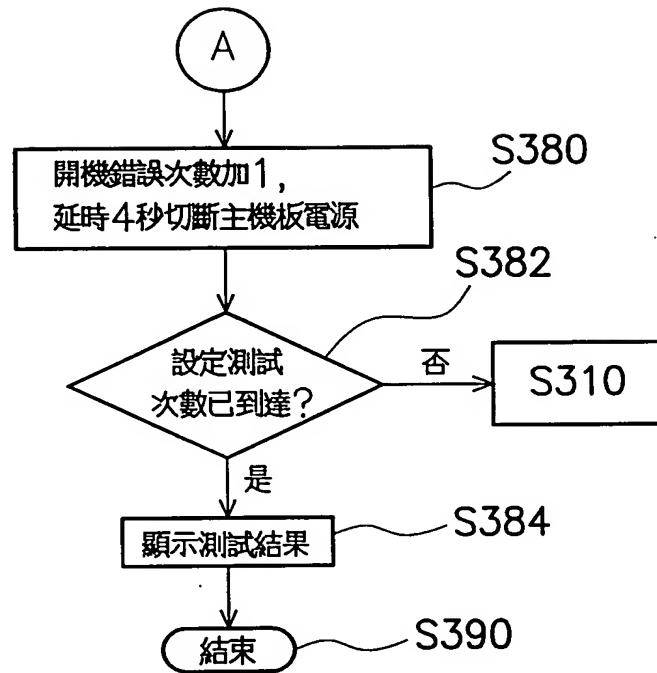 A
開機錯誤次數加1,
延時4秒切斷主機板電源
S380
S382
設定測試
次數已到達?
否
S310
是
顯示測試結果
S384
結束
S390